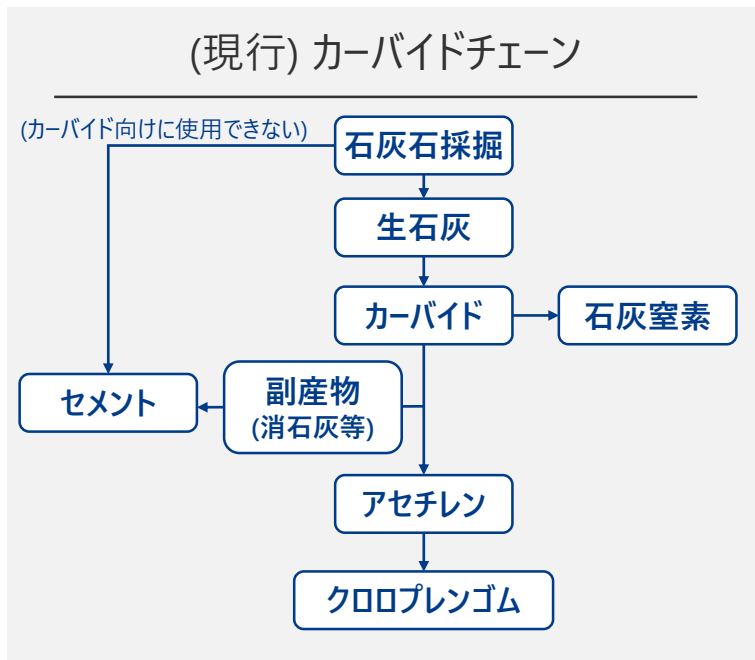 (現行) カーバイドチェーン
(カーバイド向けに使用できない)
石灰石採掘
生石灰
カーバイド
石灰窒素
セメント
副産物
(消石灰等)
アセチレン
クロロプレンゴム